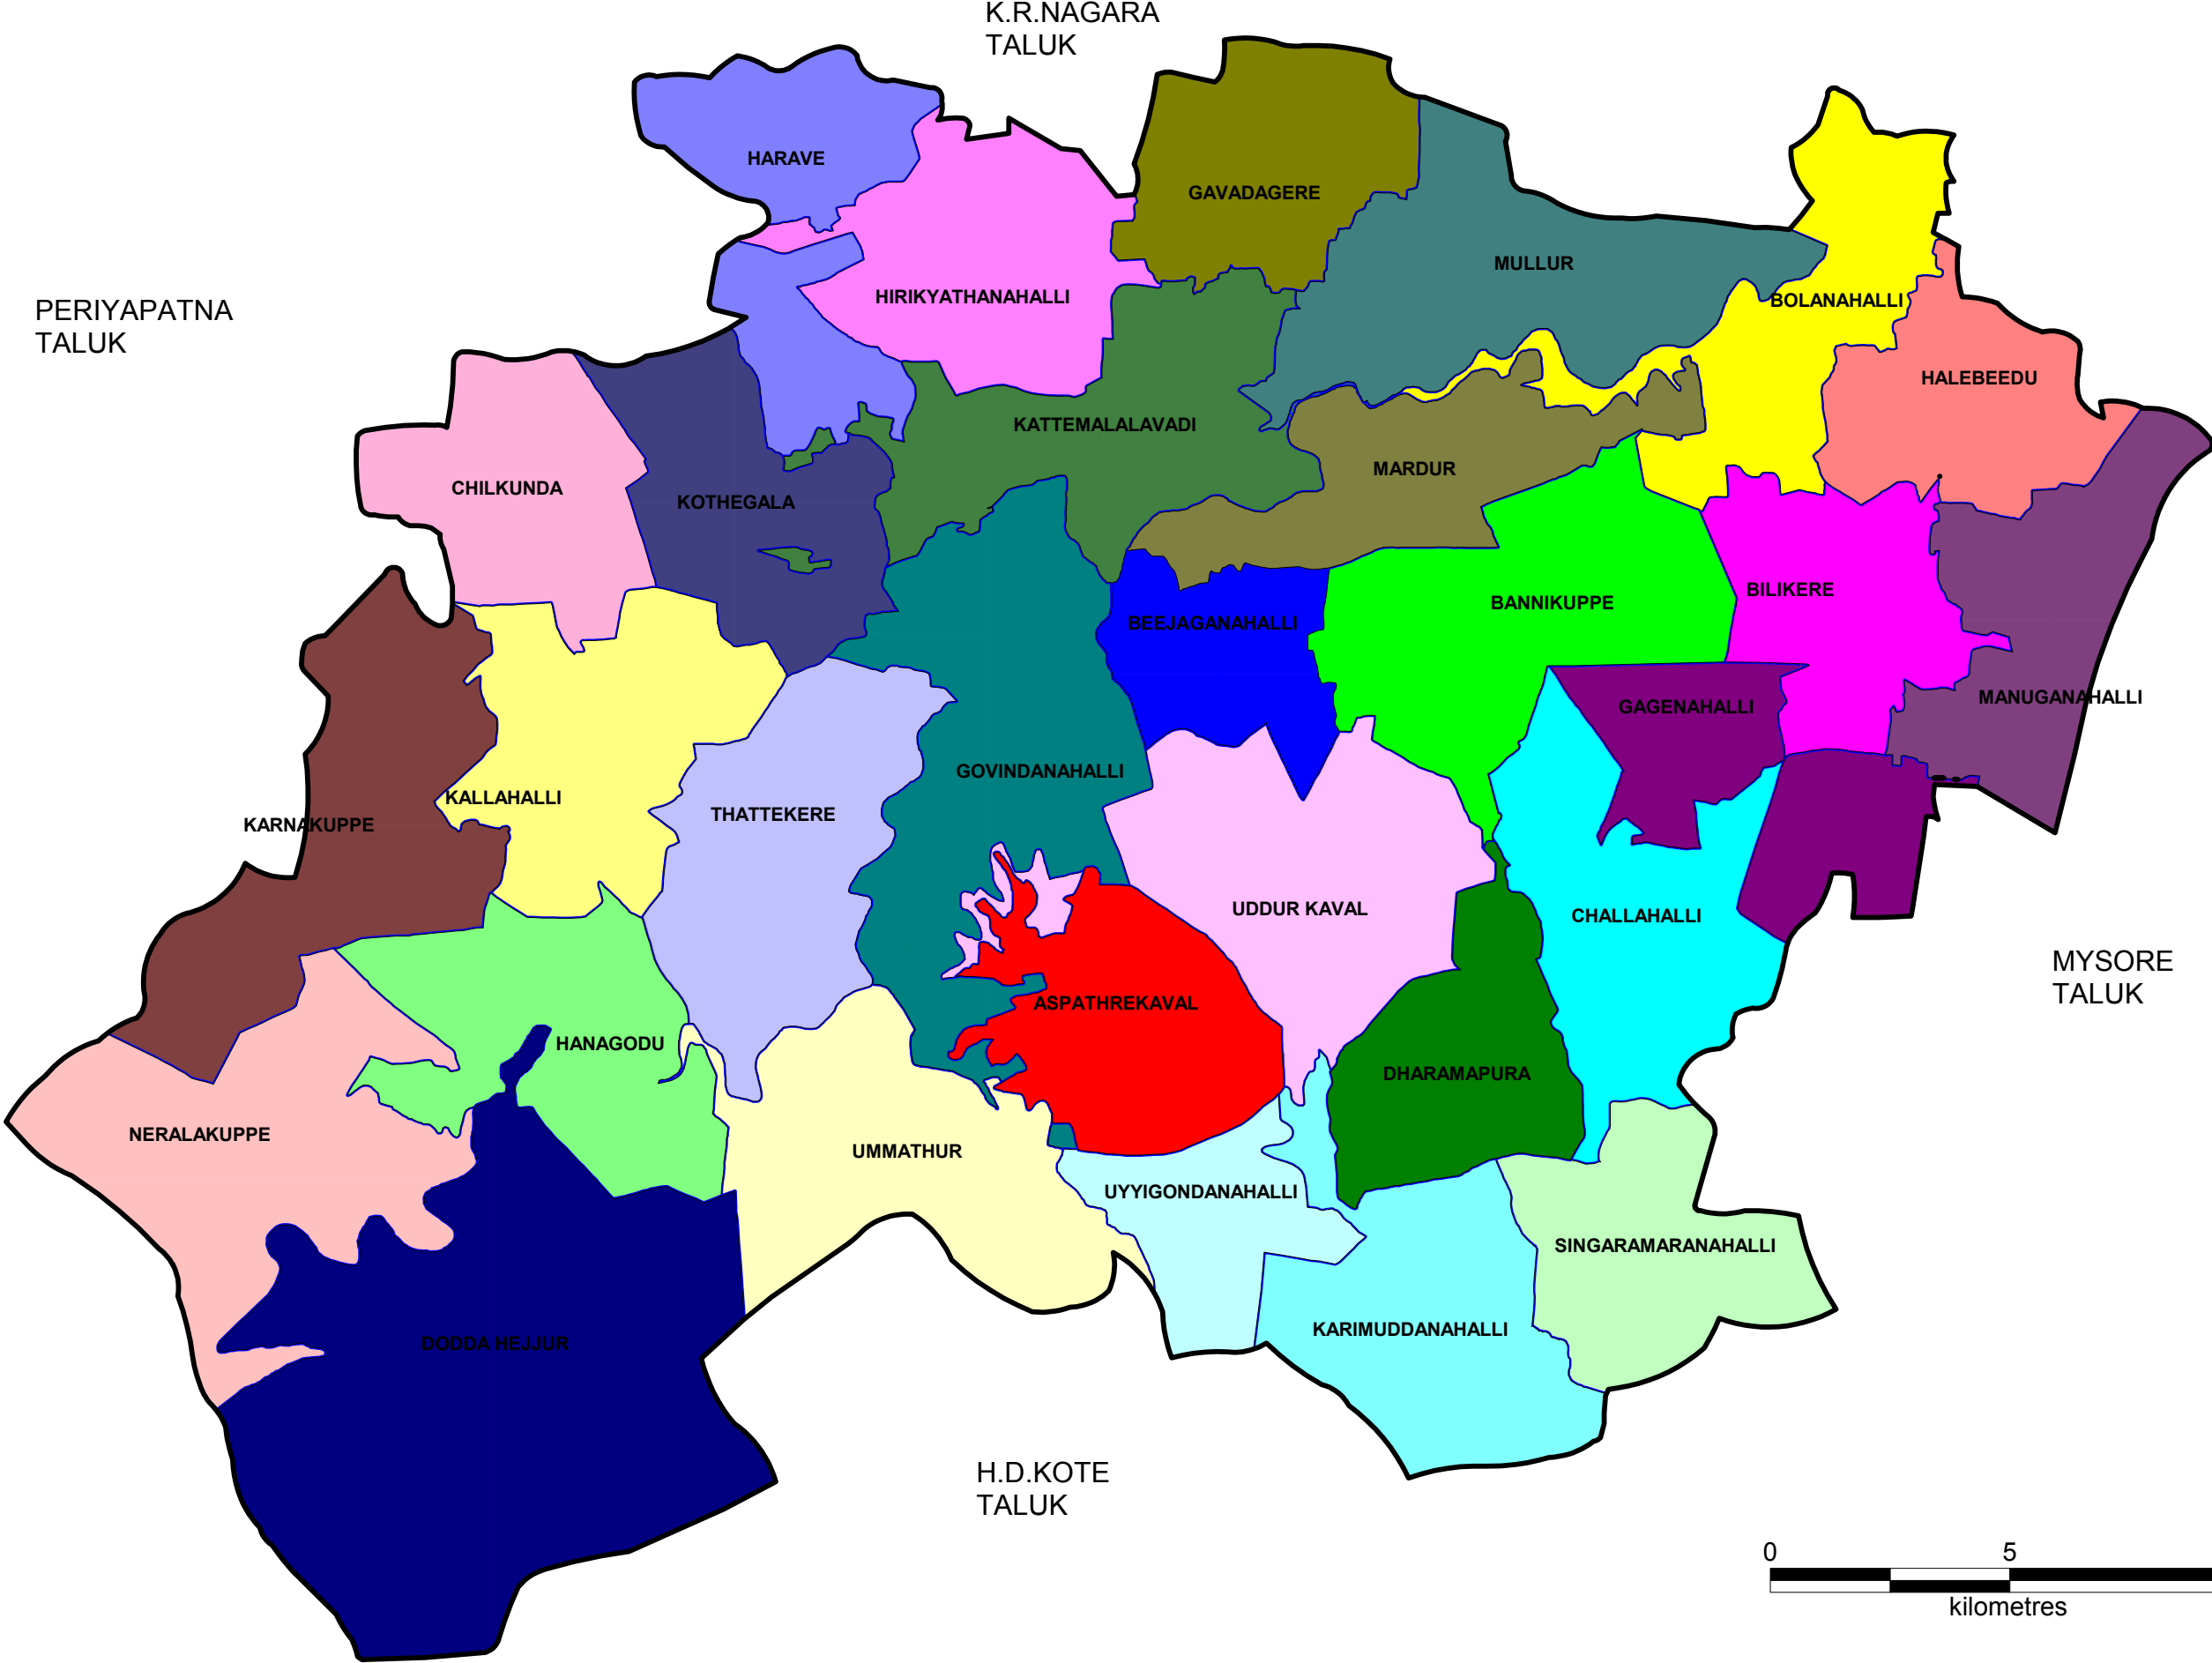 K.R.NAGARA
TALUK
HARAVE
GAVADAGERE
MULLUR
HIRIKYATHANAHALLI
BOLANAHALLI
PERIYAPATNA
TALUK
HALEBEEDU
KATTEMALALAVADI
MARDUR
CHILKUNDA
KOTHEGALA
BILIKERE
BANNIKUPPE
BEEJAGANAHALLI
MANUGANAHALLI
GAGENAHALLI
GOVINDANAHALLI
KALLAHALLI
THATTEKERE
KARNAKUPPE
UDDUR KAVAL
CHALLAHALLI
MYSORE
TALUK
ASPATHREKAVAL
HANAGODU
DHARAMAPURA
NERALAKUPPE
UMMATHUR
UYYIGONDANAHALLI
SINGARAMARANAHALLI
KARIMUDDANAHALLI
DODDA HEJJUR
H.D.KOTE
TALUK
0 5
kilometres